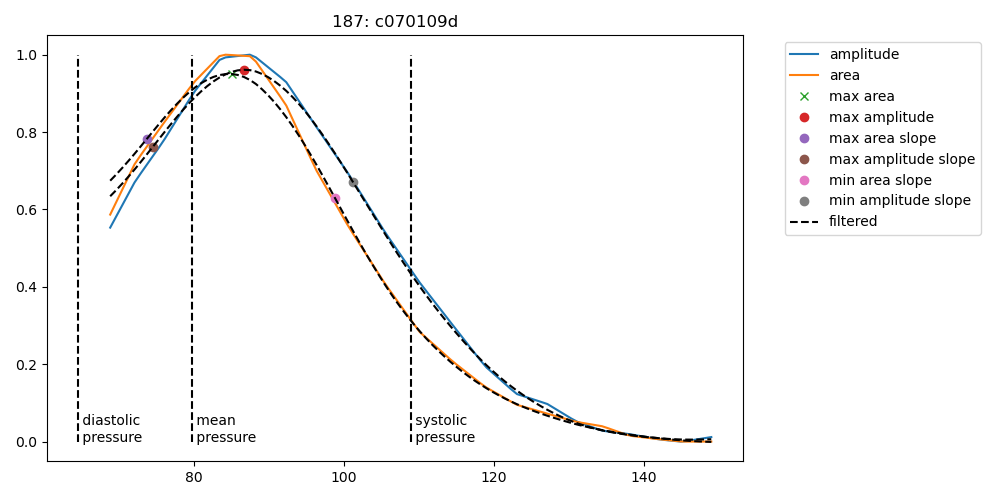 187: c070109d
1.0
0.8
0.6
0.4
0.2
0.0
diastolic
pressure
mean
pressure
systolic
pressure
80
100
120
140
amplitude
area
max area
max amplitude
max area slope
max amplitude slope
min area slope
min amplitude slope
filtered